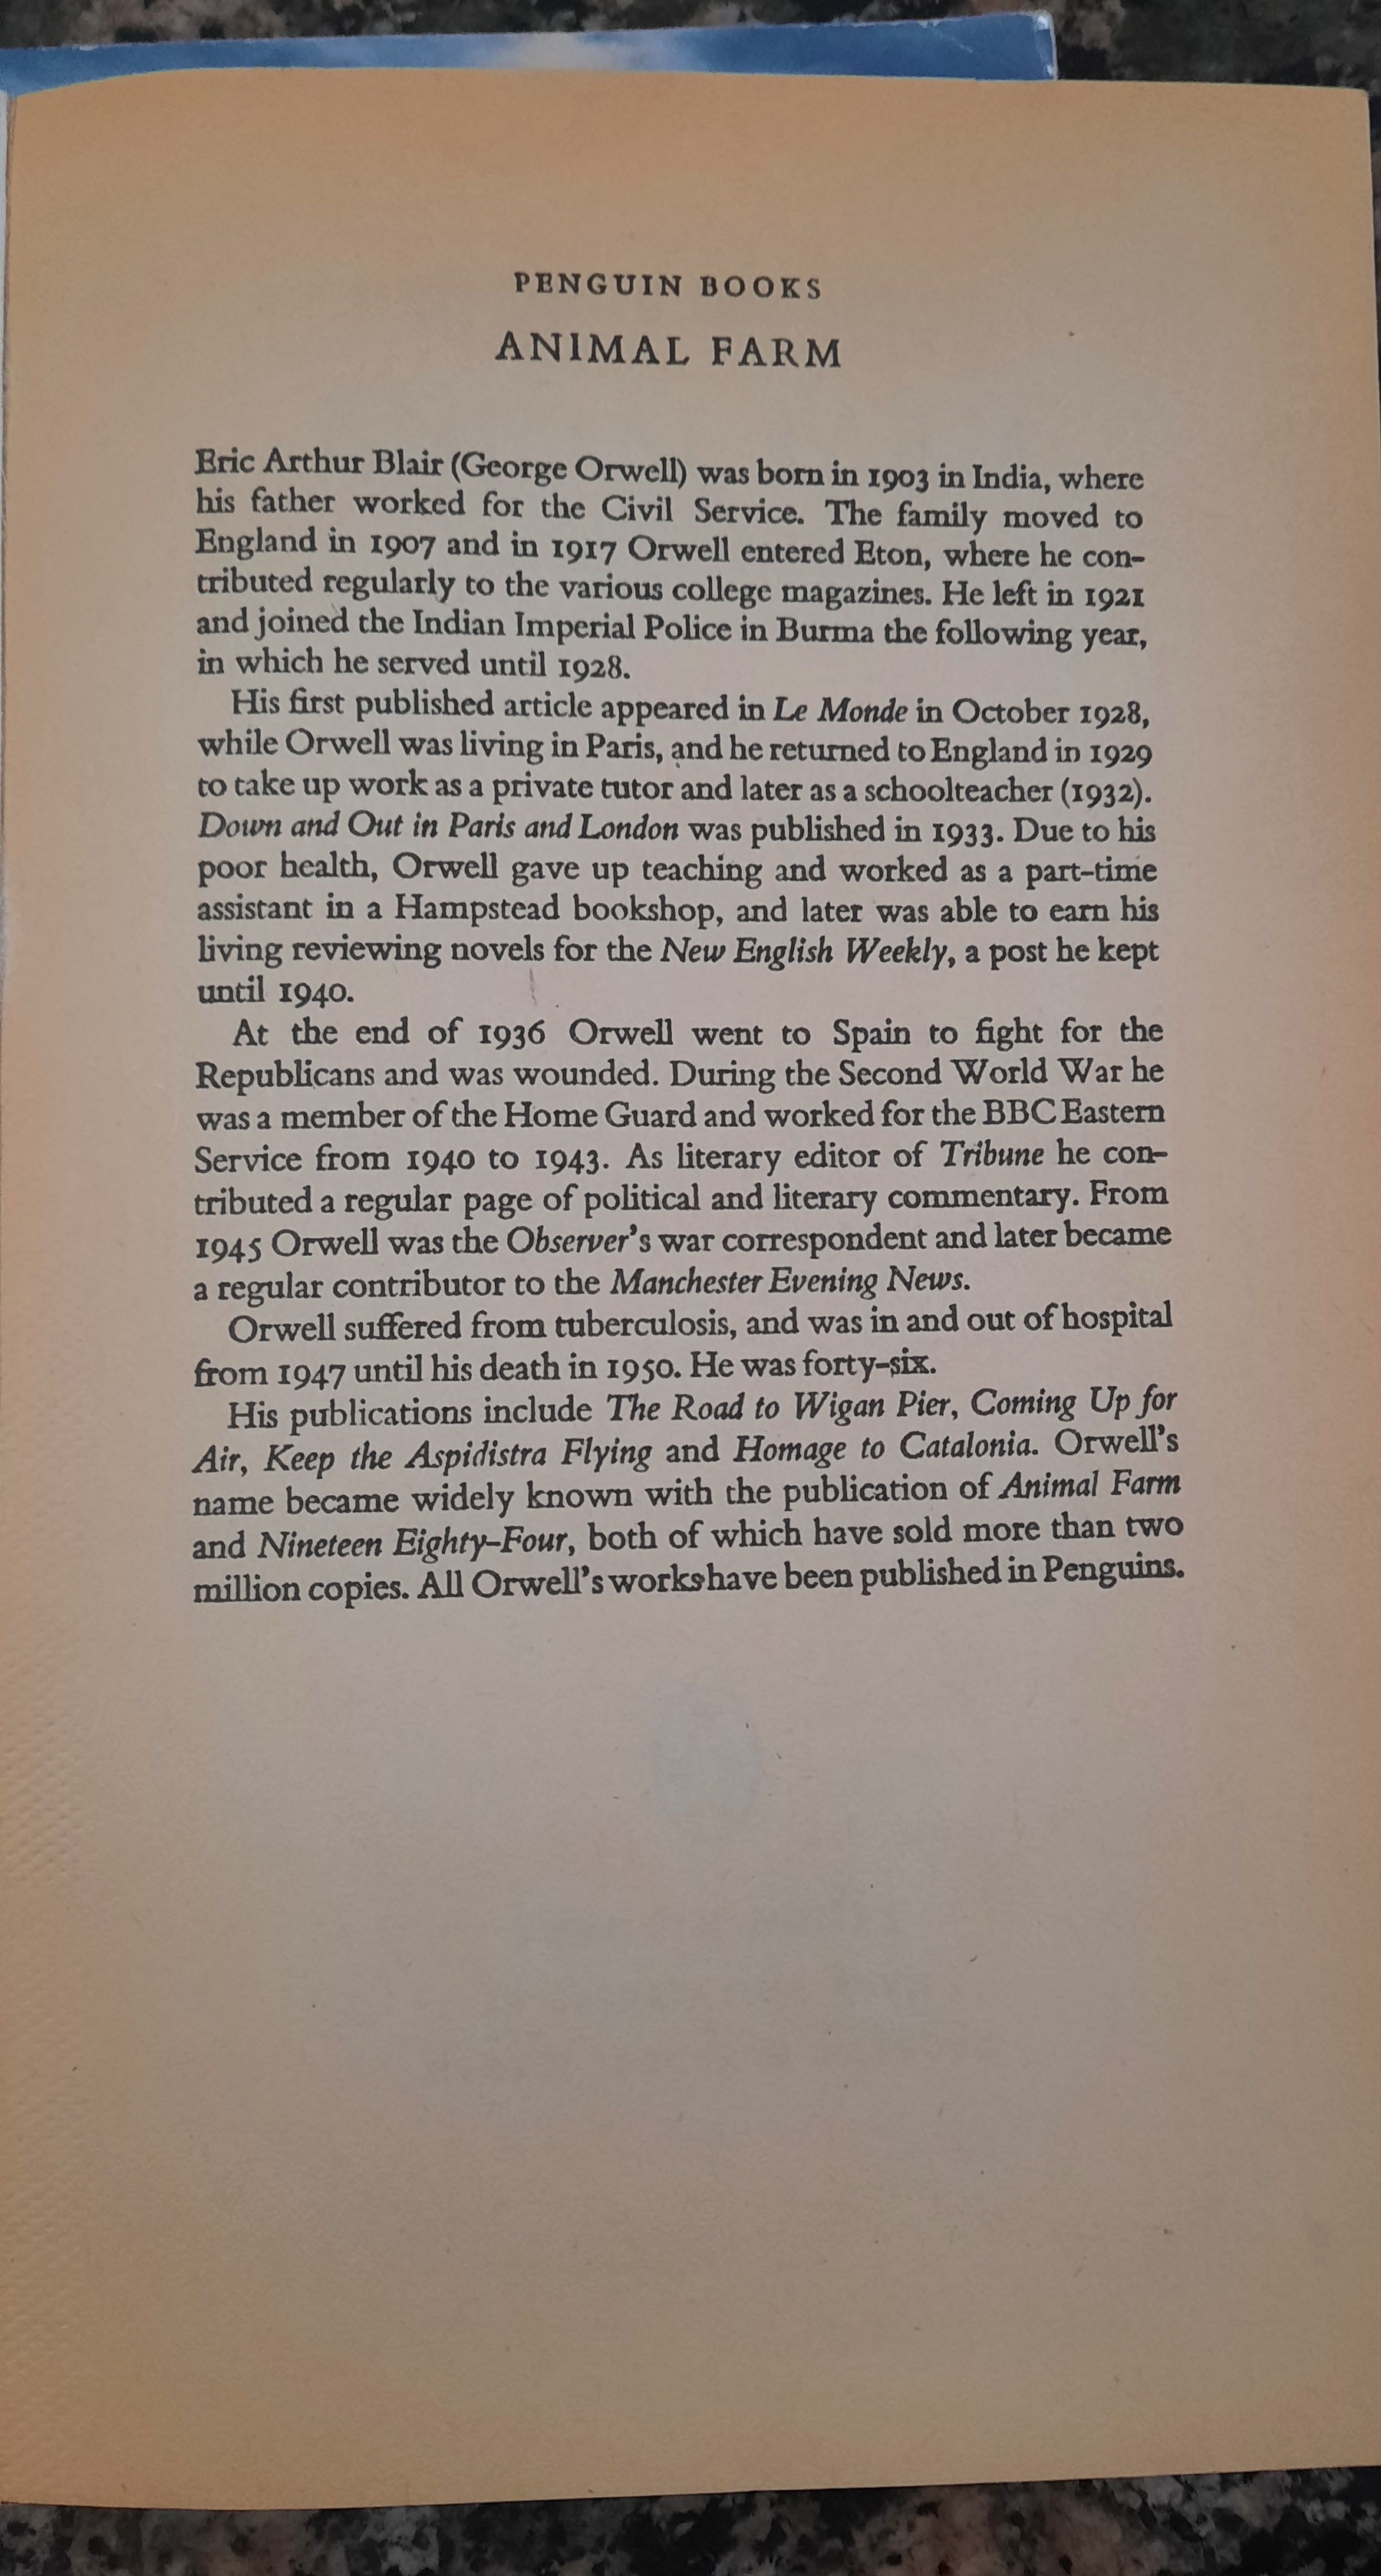 PENGUIN BOOKS
ANIMAL FARM
Eric Arthur Blair (George Orwell) was born in 1903 in India, where
his father worked for the Civil Service. The family moved to
England in 1907 and in 1917 Orwell entered Eton, where he con-
tributed regularly to the various college magazines. He left in 1921
and joined the Indian Imperial Police in Burma the following year,
in which he served until 1928.
His first published article appeared in Le Monde in October 1928,
while Orwell was living in Paris, and he returned to England in 1929
to take up work as a private tutor and later as a schoolteacher (1932).
Down and Out in Paris and London was published in 1933. Due to his
poor health, Orwell gave up teaching and worked as a part-time
assistant in a Hampstead bookshop, and later was able to earn his
living reviewing novels for the New English Weekly, a post he kept
until 1940.
At the end of 1936 Orwell went to Spain to fight for the
Republicans and was wounded. During the Second World War he
was a member of the Home Guard and worked for the BBC Eastern
Service from 1940 to 1943. As literary editor of Tribune he con-
tributed a regular page of political and literary commentary. From
1945 Orwell was the Observer's war correspondent and later became
a regular contributor to the Manchester Evening News.
Orwell suffered from tuberculosis, and was in and out of hospital
from 1947 until his death in 1950. He was forty-six.
His publications include The Road to Wigan Pier, Coming Up for
Air, Keep the Aspidistra Flying and Homage to Catalonia. Orwell's
name became widely known with the publication of Animal Farm
and Nineteen Eighty-Four, both of which have sold more than two
million copies. All Orwell's works have been published in Penguins.